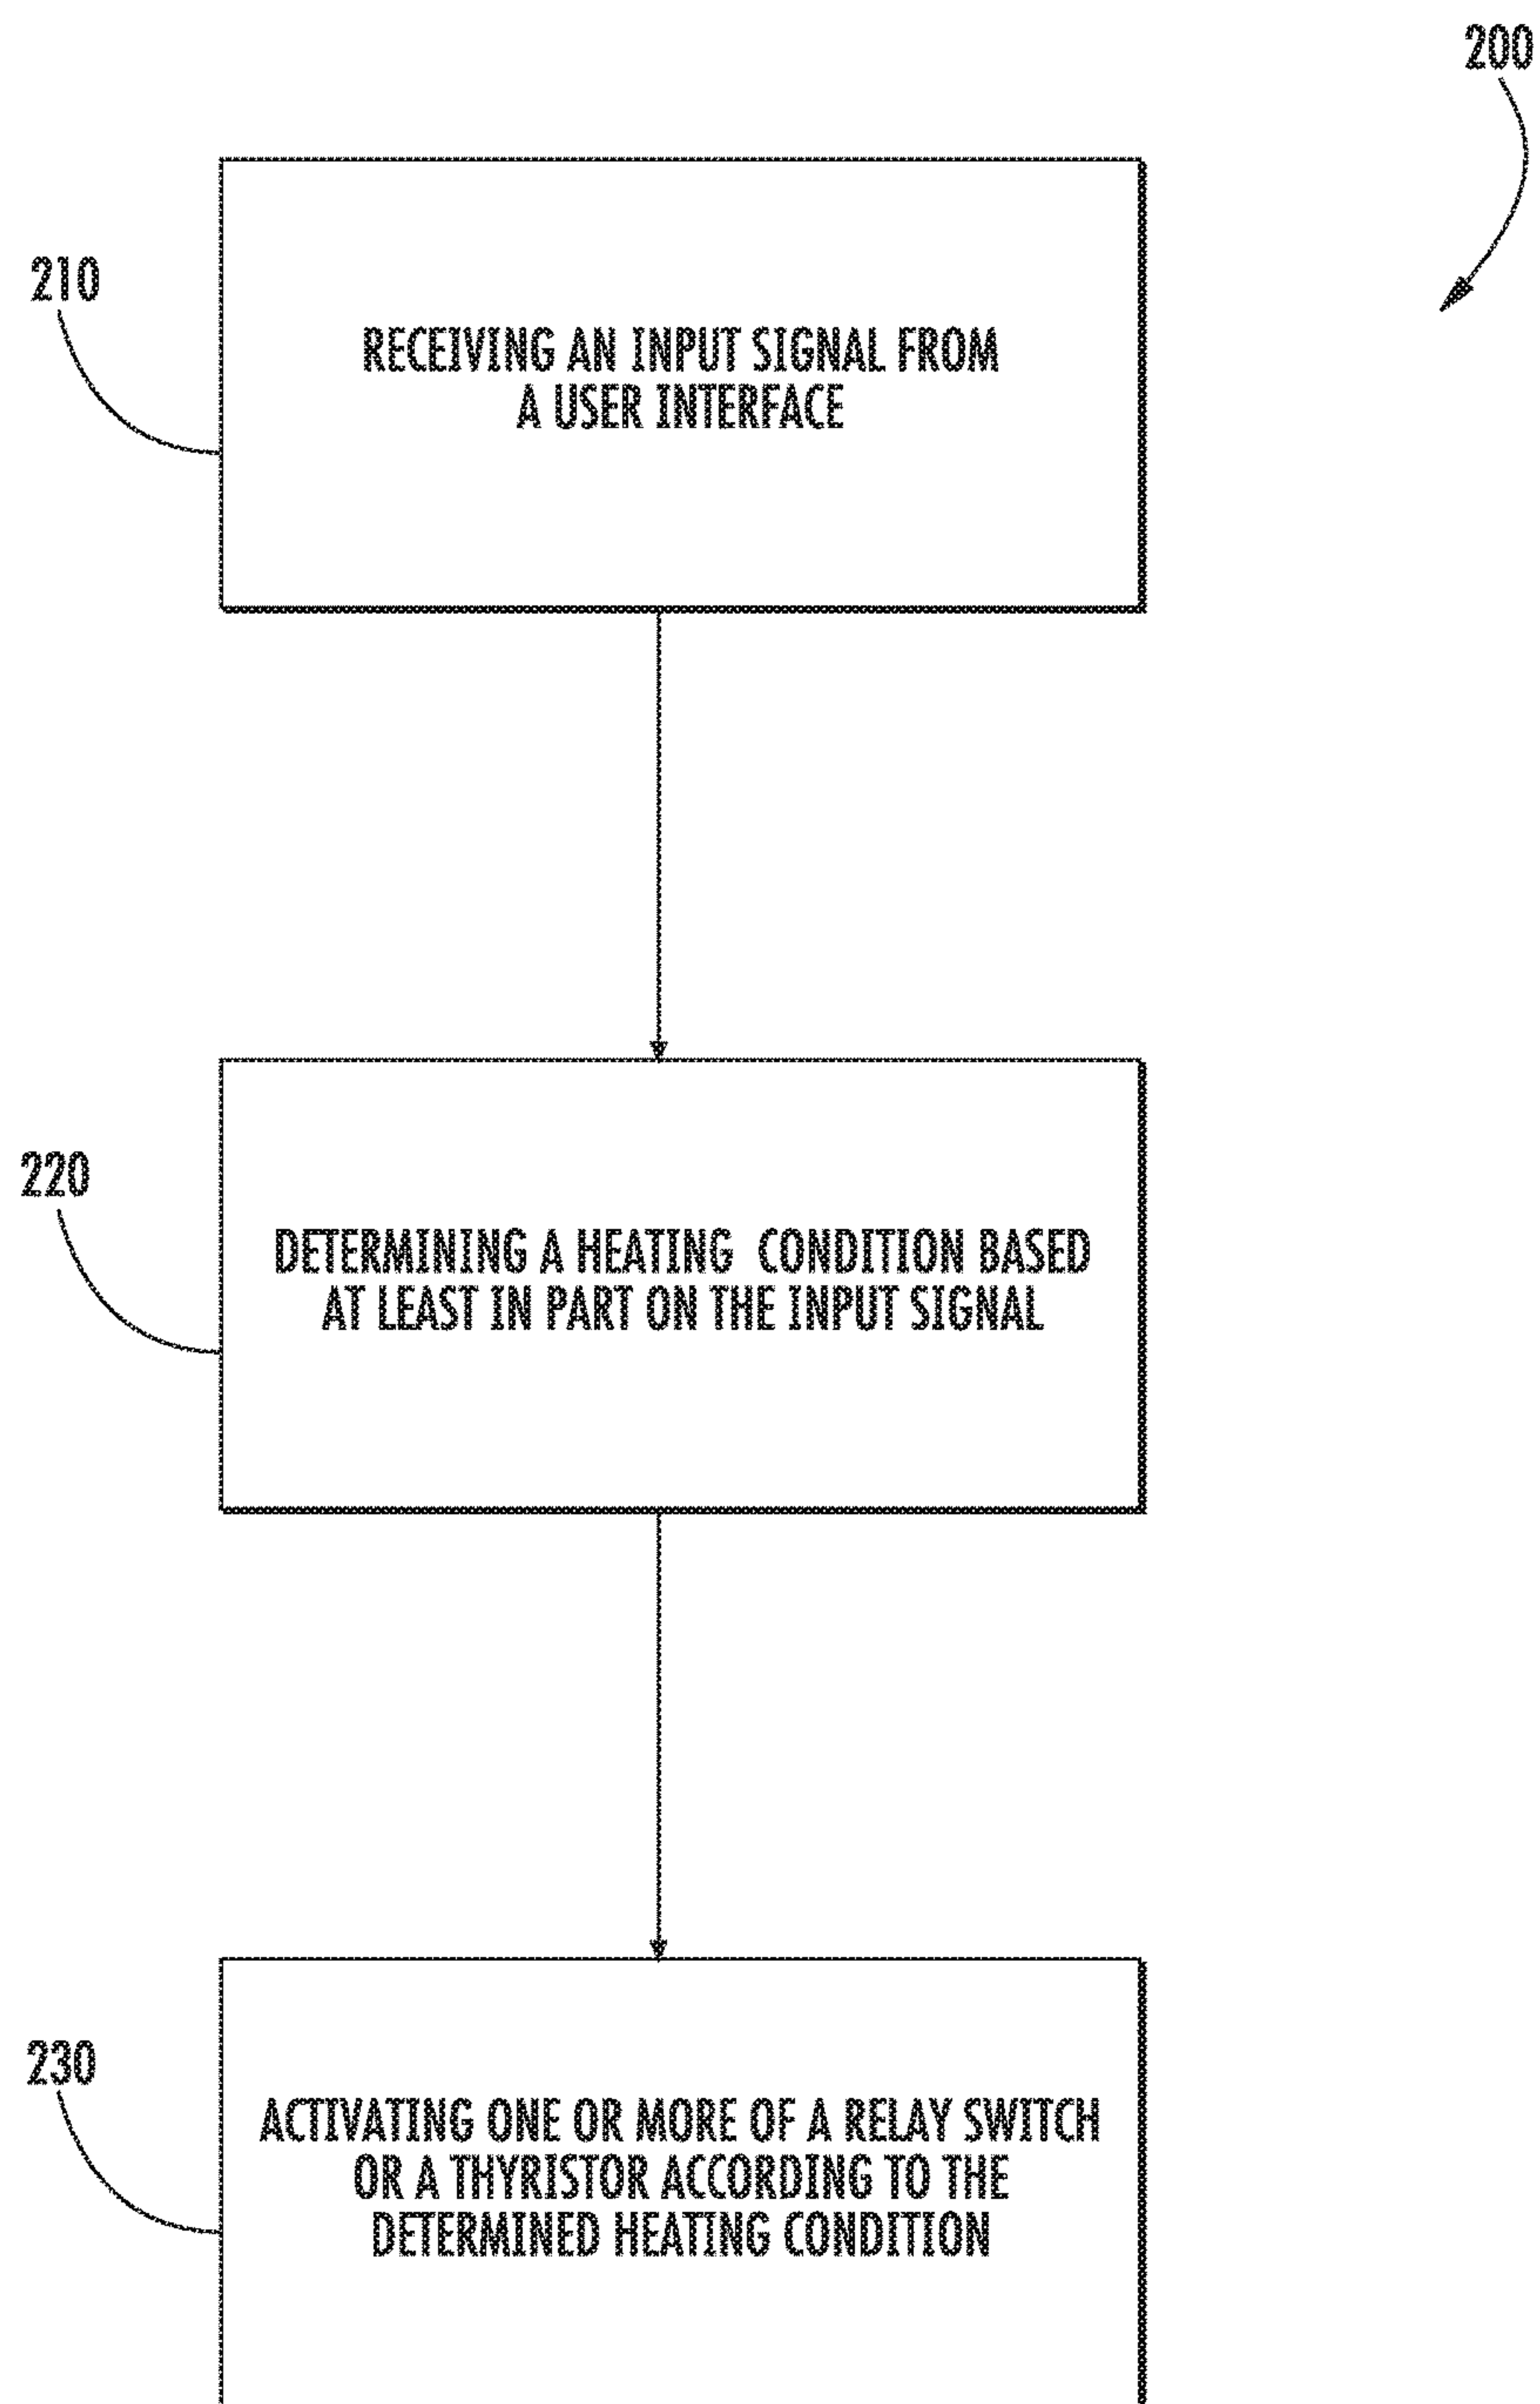 200
210
RECEIVING AN INPUT SIGNAL FROM
A USER INTERFACE
220
DETERMINING A HEATING CONDITION BASED
AT LEAST IN PART ON THE INPUT SIGNAL
230
ACTIVATING ONE OR MORE OF A RELAY SWITCH
OR A THYRISTOR ACCORDING TO THE
DETERMINED HEATING CONDITION